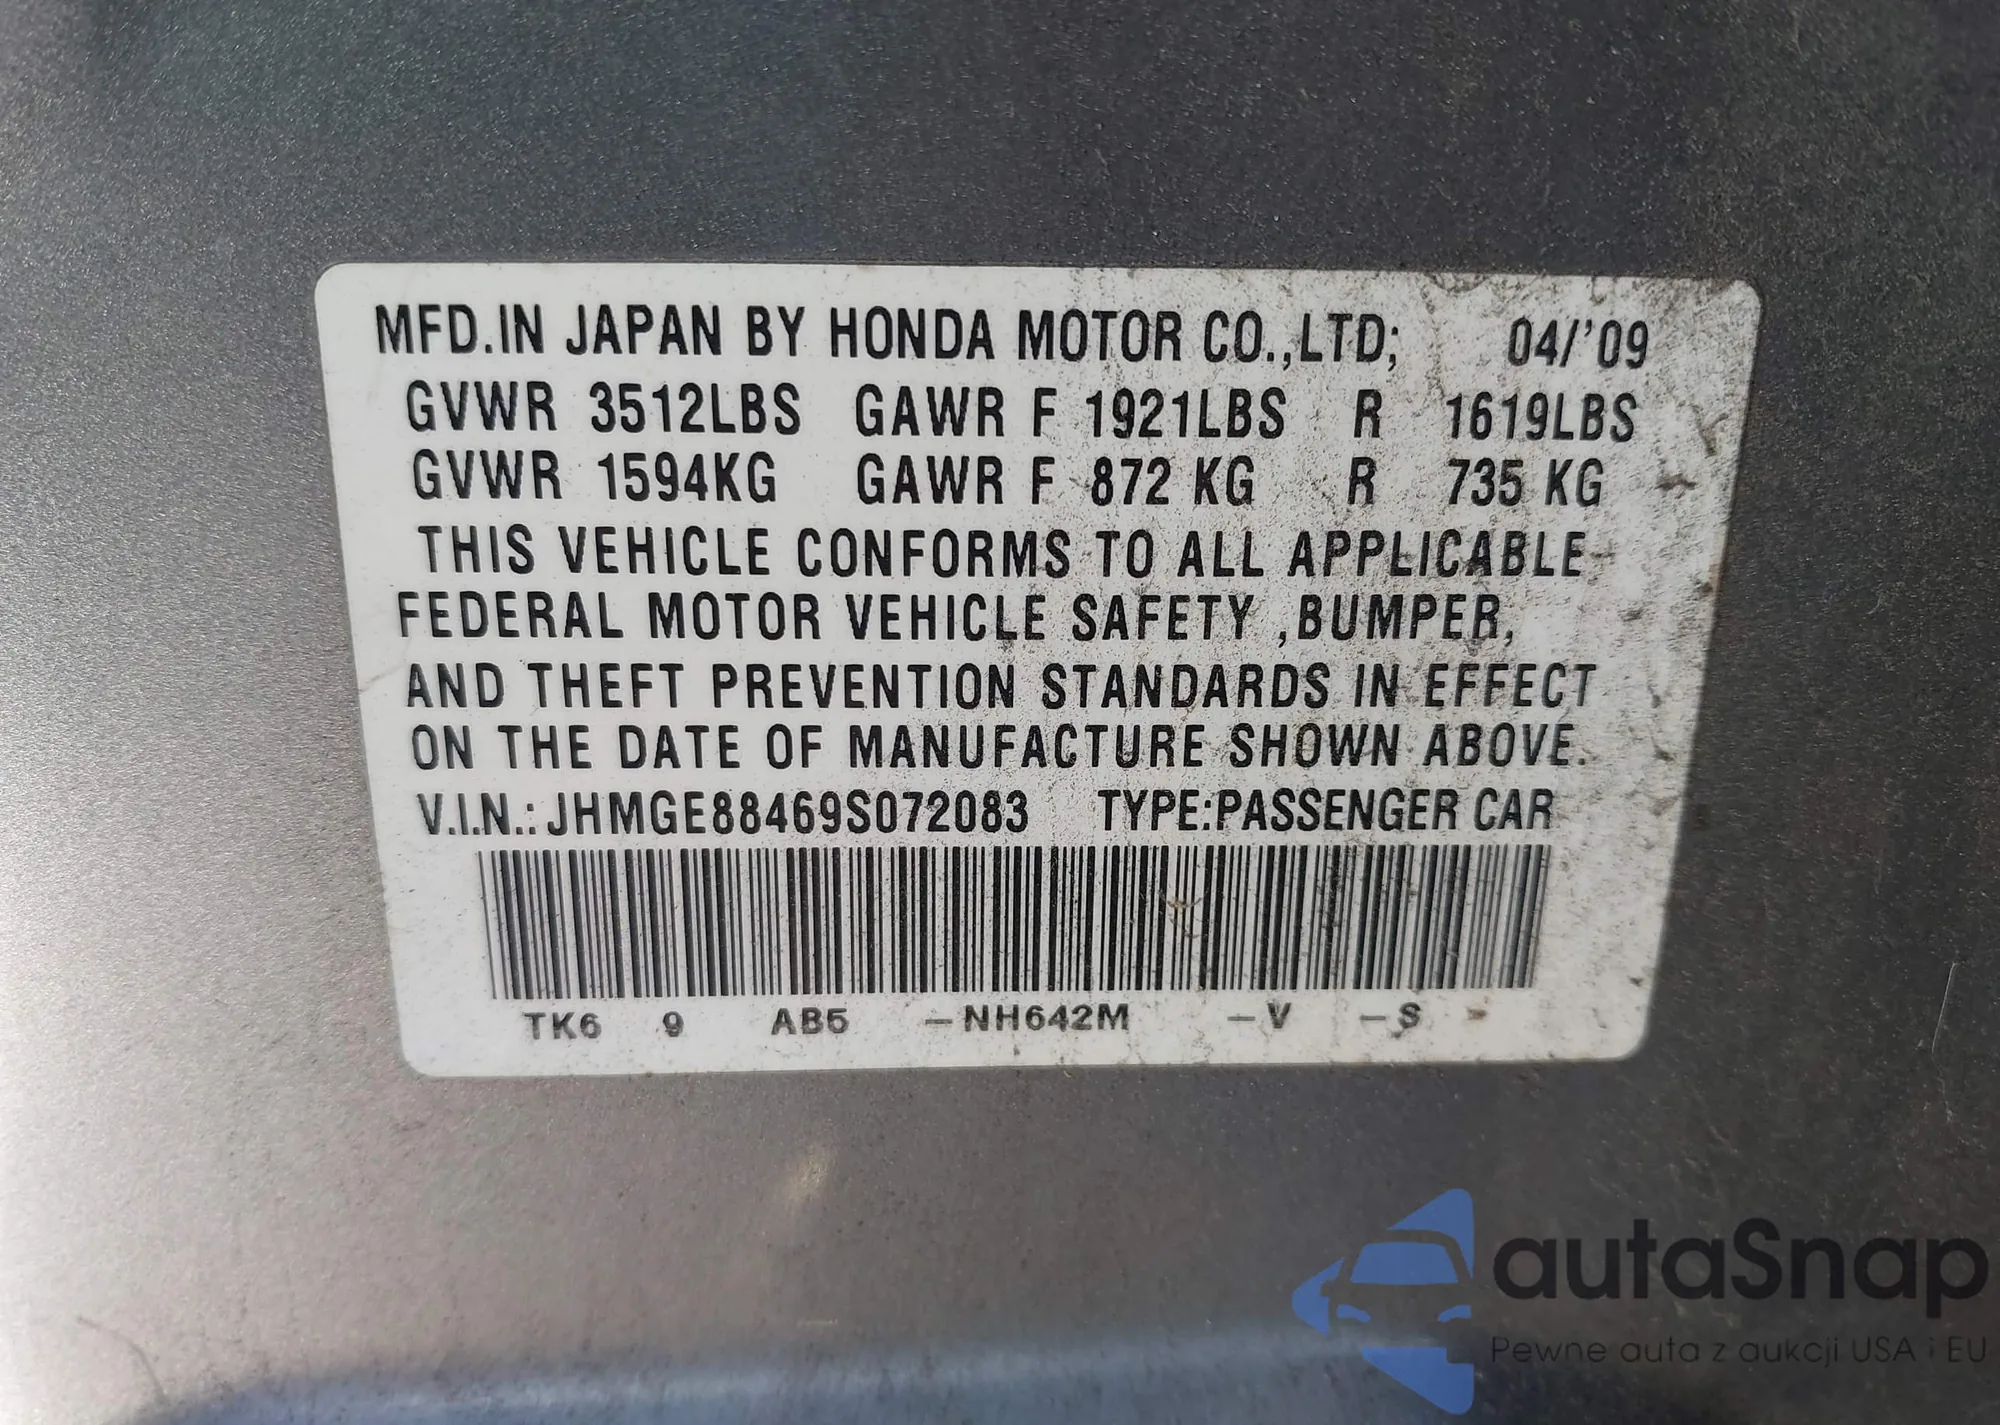 MFD.IN JAPAN BY HONDA MOTOR CO.,LTD; 04/'09
GVWR 3512LBS GAWR F 1921LBS R 1619LBS
GVWR 1594KG GAWR F 872 KG R 735 KG
THIS VEHICLE CONFORMS TO ALL APPLICABLE
FEDERAL MOTOR VEHICLE SAFETY ,BUMPER,
AND THEFT PREVENTION STANDARDS IN EFFECT
ON THE DATE OF MANUFACTURE SHOWN ABOVE.
V.I.N.: JHMGE88469S072083 TYPE:PASSENGER CAR
TK6 9 AB5 -NH642M -V -S -
autaSnap
Pewne auta z aukcji USA i EU